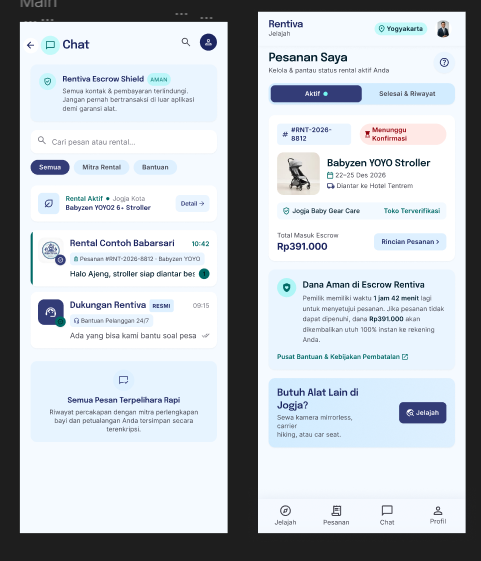 Main
Chat
Rentiva Escrow Shield AMAN
Semua kontak & pembayaran terlindungi.
Jangan pernah bertransaksi di luar aplikasi
demi garansi alat.
Cari pesan atau rental...
Semua
Mitra Rental
Bantuan
Rental Aktif • Jogja Kota
Babyzen YOYO2 6+ Stroller
Detail →
Rental Contoh Babarsari 10:42
Pesanan #RNT-2026-8812 · Babyzen YOYO
Halo Ajeng, stroller siap diantar bes 1
Dukungan Rentiva RESMI 09:15
Bantuan Pelanggan 24/7
Ada yang bisa kami bantu soal pesa
Semua Pesan Terpelihara Rapi
Riwayat percakapan dengan mitra perlengkapan
bayi dan petualangan Anda tersimpan secara
terenkripsi.
Rentiva
Jelajah
Yogyakarta
Pesanan Saya
Kelola & pantau status rental aktif Anda
Aktif
Selesai & Riwayat
# #RNT-2026-
8812
Menunggu
Konfirmasi
Babyzen YOYO Stroller
22–25 Des 2026
Diantar ke Hotel Tentrem
Jogja Baby Gear Care
Toko Terverifikasi
Total Masuk Escrow
Rp391.000
Rincian Pesanan >
Dana Aman di Escrow Rentiva
Pemilik memiliki waktu 1 jam 42 menit lagi
untuk menyetujui pesanan. Jika pesanan tidak
dapat dipenuhi, dana Rp391.000 akan
dikembalikan utuh 100% instan ke rekening
Anda.
Pusat Bantuan & Kebijakan Pembatalan
Butuh Alat Lain di
Jogja?
Sewa kamera mirrorless,
carrier
hiking, atau car seat.
Jelajah
Jelajah
Pesanan
Chat
Profil